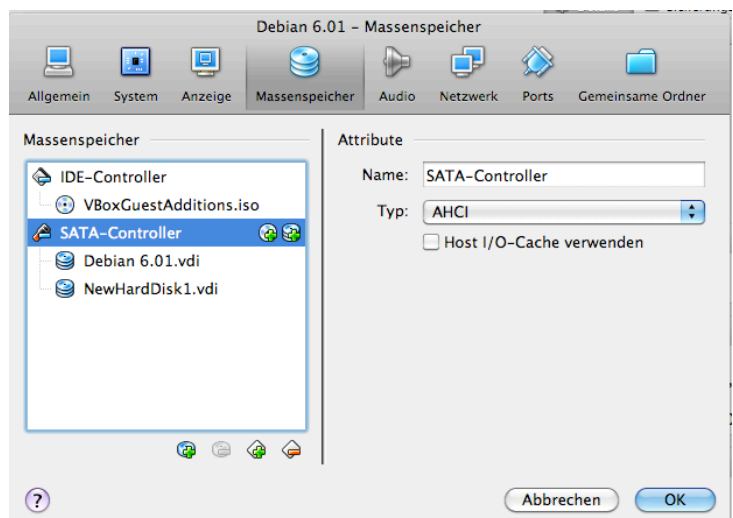 Debian 6.01 – Massenspeicher
Allgemein System Anzeige Massenspeicher Audio Netzwerk Ports Gemeinsame Ordner
Massenspeicher
IDE-Controller
VBoxGuestAdditions.iso
SATA-Controller
Debian 6.01.vdi
NewHardDisk1.vdi
Attribute
Name: SATA-Controller
Typ: AHCI
Host I/O-Cache verwenden
?
Abbrechen OK